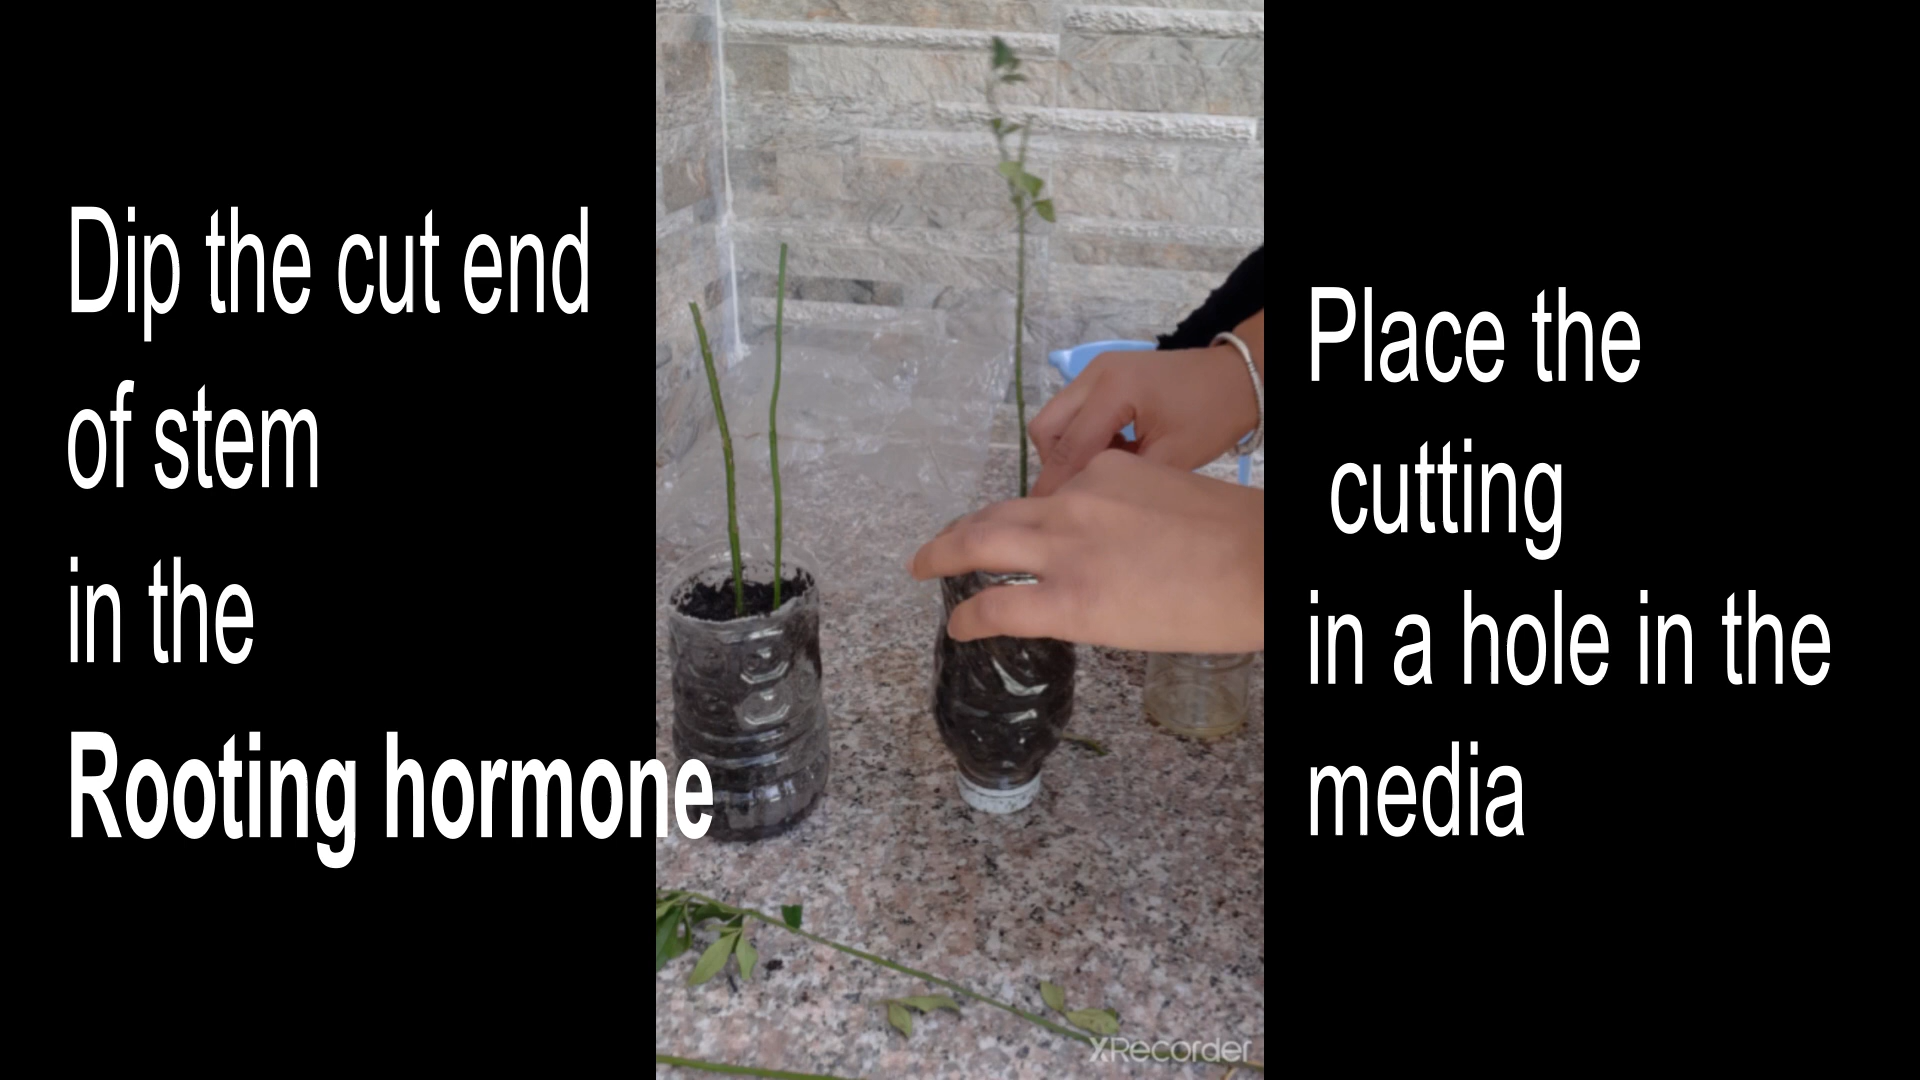 Dip the cut end
of stem
in the
Rooting hormone
Place the
cutting
in a hole in the
media
XRecorder